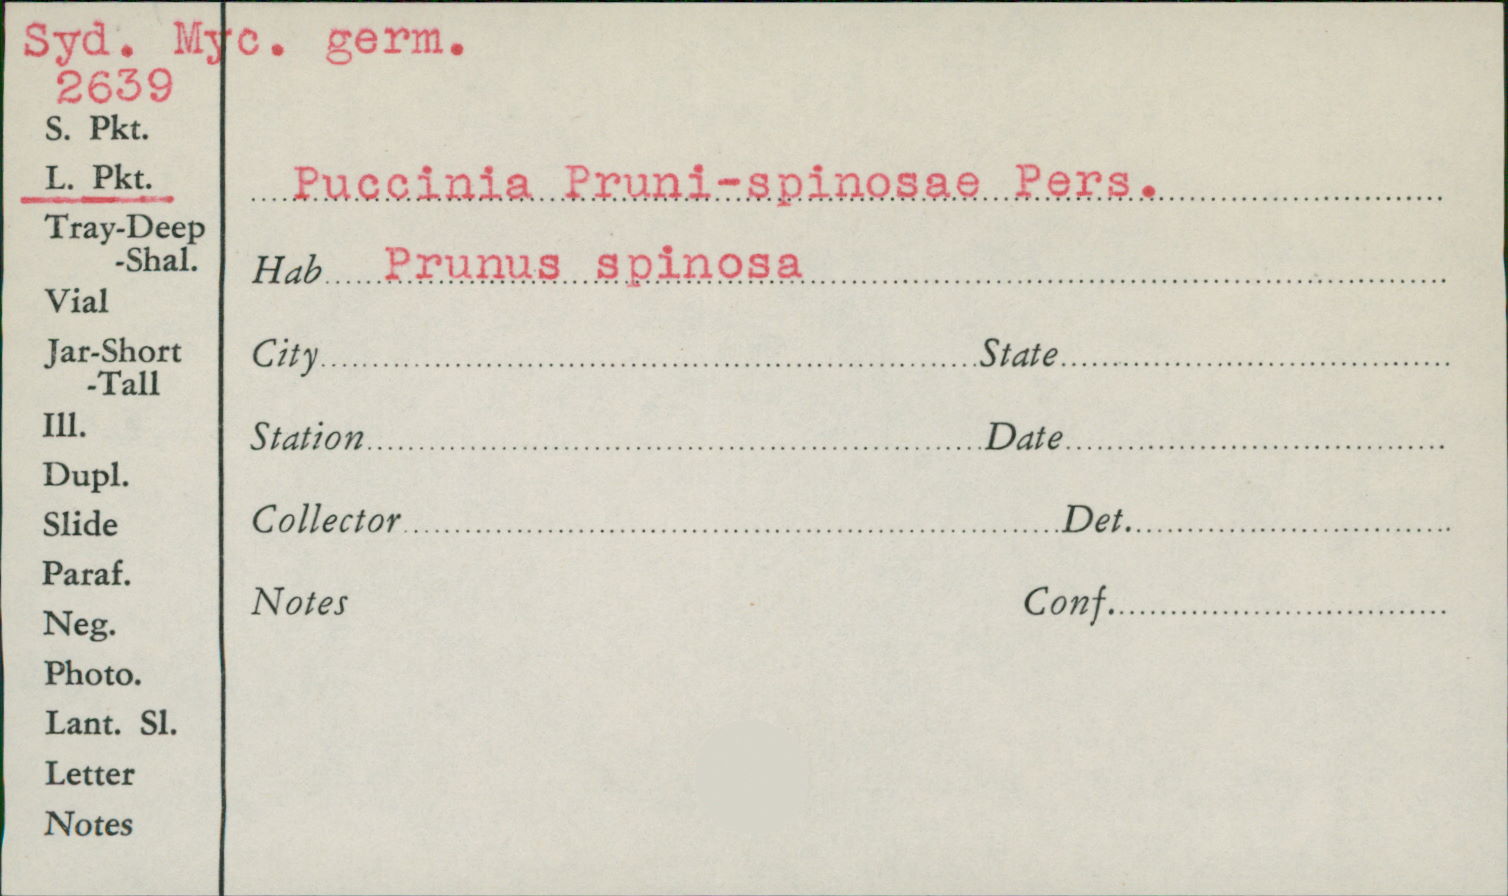 Syd. Myc. germ.
2639
S. Pkt.
L. Pkt.
Tray-Deep
-Shal.
Vial
Jar-Short
-Tall
Ill.
Dupl.
Slide
Paraf.
Neg.
Photo.
Lant. Sl.
Letter
Notes
Puccinia Pruni-spinosae Pers.
Hab Prunus spinosa
City State
Station Date
Collector Det.
Notes Conf.